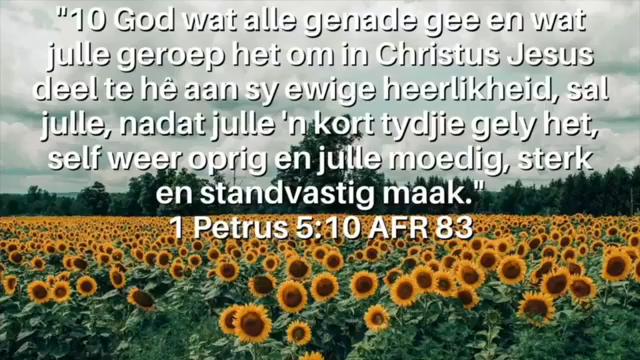 "10 God wat alle genade gee en wat
julle geroep het om in Christus Jesus
deel te hê aan sy ewige heerlikheid, sal
julle, nadat julle 'n kort tydjie gely het,
self weer oprig en julle moedig, sterk
en standvastig maak."
1 Petrus 5:10 AFR 83